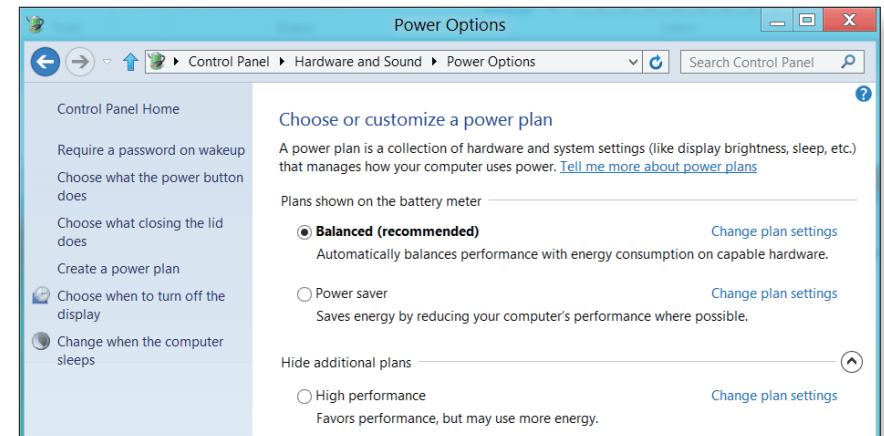 Power Options
X
Control Panel
Hardware and Sound
Power Options
Search Control Panel
?
Control Panel Home
Require a password on wakeup
Choose what the power button
does
Choose what closing the lid
does
Create a power plan
Choose when to turn off the
display
Change when the computer
sleeps
Choose or customize a power plan
A power plan is a collection of hardware and system settings (like display brightness, sleep, etc.)
that manages how your computer uses power. Tell me more about power plans
Plans shown on the battery meter
Balanced (recommended) Change plan settings
Automatically balances performance with energy consumption on capable hardware.
Power saver Change plan settings
Saves energy by reducing your computer's performance where possible.
Hide additional plans
High performance Change plan settings
Favors performance, but may use more energy.